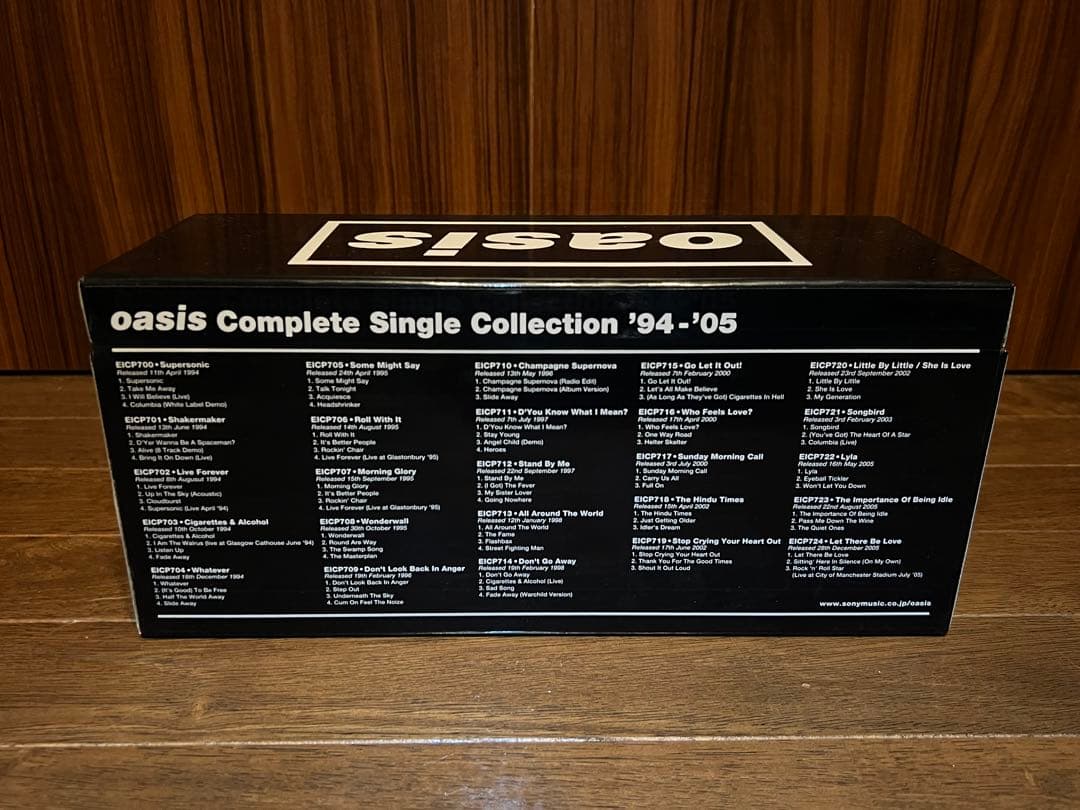 oasis
oasis Complete Single Collection '94-'05
EICP700•Supersonic
Released 11th April 1994
1. Supersonic
2. Take Me Away
3. I Will Believe (Live)
4. Columbia (White Label Demo)
EICP701•Shakermaker
Released 13th June 1994
1. Shakermaker
2. D'Yer Wanna Be A Spaceman?
3. Alive (8 Track Demo)
4. Bring It On Down (Live)
EICP702•Live Forever
Released 8th Augusut 1994
1. Live Forever
2. Up In The Sky (Acoustic)
3. Cloudburst
4. Supersonic (Live April '94)
EICP703•Cigarettes & Alcohol
Released 10th October 1994
1. Cigarettes & Alcohol
2. I Am The Walrus (live at Glasgow Cathouse June '94)
3. Listen Up
4. Fade Away
EICP704•Whatever
Released 18th December 1994
1. Whatever
2. (It's Good) To Be Free
3. Half The World Away
4. Slide Away
EICP705•Some Might Say
Released 24th April 1995
1. Some Might Say
2. Talk Tonight
3. Acquiesce
4. Headshrinker
EICP706•Roll With It
Released 14th August 1995
1. Roll With It
2. It's Better People
3. Rockin' Chair
4. Live Forever (Live at Glastonbury '95)
EICP707•Morning Glory
Released 15th September 1995
1. Morning Glory
2. It's Better People
3. Rockin' Chair
4. Live Forever (Live at Glastonbury '95)
EICP708•Wonderwall
Released 30th October 1995
1. Wonderwall
2. Round Are Way
3. The Swamp Song
4. The Masterplan
EICP709•Don't Look Back In Anger
Released 19th February 1996
1. Don't Look Back In Anger
2. Step Out
3. Underneath The Sky
4. Cum On Feel The Noize
EICP710•Champagne Supernova
Released 13th May 1996
1. Champagne Supernova (Radio Edit)
2. Champagne Supernova (Album Version)
3. Slide Away
EICP711•D'You Know What I Mean?
Released 7th July 1997
1. D'You Know What I Mean?
2. Stay Young
3. Angel Child (Demo)
4. Heroes
EICP712•Stand By Me
Released 22nd September 1997
1. Stand By Me
2. (I Got) The Fever
3. My Sister Lover
4. Going Nowhere
EICP713•All Around The World
Released 12th January 1998
1. All Around The World
2. The Fame
3. Flashbax
4. Street Fighting Man
EICP714•Don't Go Away
Released 19th February 1998
1. Don't Go Away
2. Cigarettes & Alcohol (Live)
3. Sad Song
4. Fade Away (Warchild Version)
EICP715•Go Let It Out!
Released 7th February 2000
1. Go Let It Out!
2. Let's All Make Believe
3. (As Long As They've Got) Cigarettes In Hell
EICP716•Who Feels Love?
Released 17th April 2000
1. Who Feels Love?
2. One Way Road
3. Helter Skelter
EICP717•Sunday Morning Call
Released 3rd July 2000
1. Sunday Morning Call
2. Carry Us All
3. Full On
EICP718•The Hindu Times
Released 15th April 2002
1. The Hindu Times
2. Just Getting Older
3. Idler's Dream
EICP719•Stop Crying Your Heart Out
Released 17th June 2002
1. Stop Crying Your Heart Out
2. Thank You For The Good Times
3. Shout It Out Loud
EICP720•Little By Little / She Is Love
Released 23rd September 2002
1. Little By Little
2. She Is Love
3. My Generation
EICP721•Songbird
Released 3rd February 2003
1. Songbird
2. (You've Got) The Heart Of A Star
3. Columbia (Live)
EICP722•Lyla
Released 16th May 2005
1. Lyla
2. Eyeball Tickler
3. Won't Let You Down
EICP723•The Importance Of Being Idle
Released 22nd August 2005
1. The Importance Of Being Idle
2. Pass Me Down The Wine
3. The Quiet Ones
EICP724•Let There Be Love
Released 28th December 2005
1. Lat There Be Love
2. Sitting' Here In Silence (On My Own)
3. Rock 'n' Roll Star
(Live at City of Manchester Stadium July '05)
www.sonymusic.co.jp/oasis